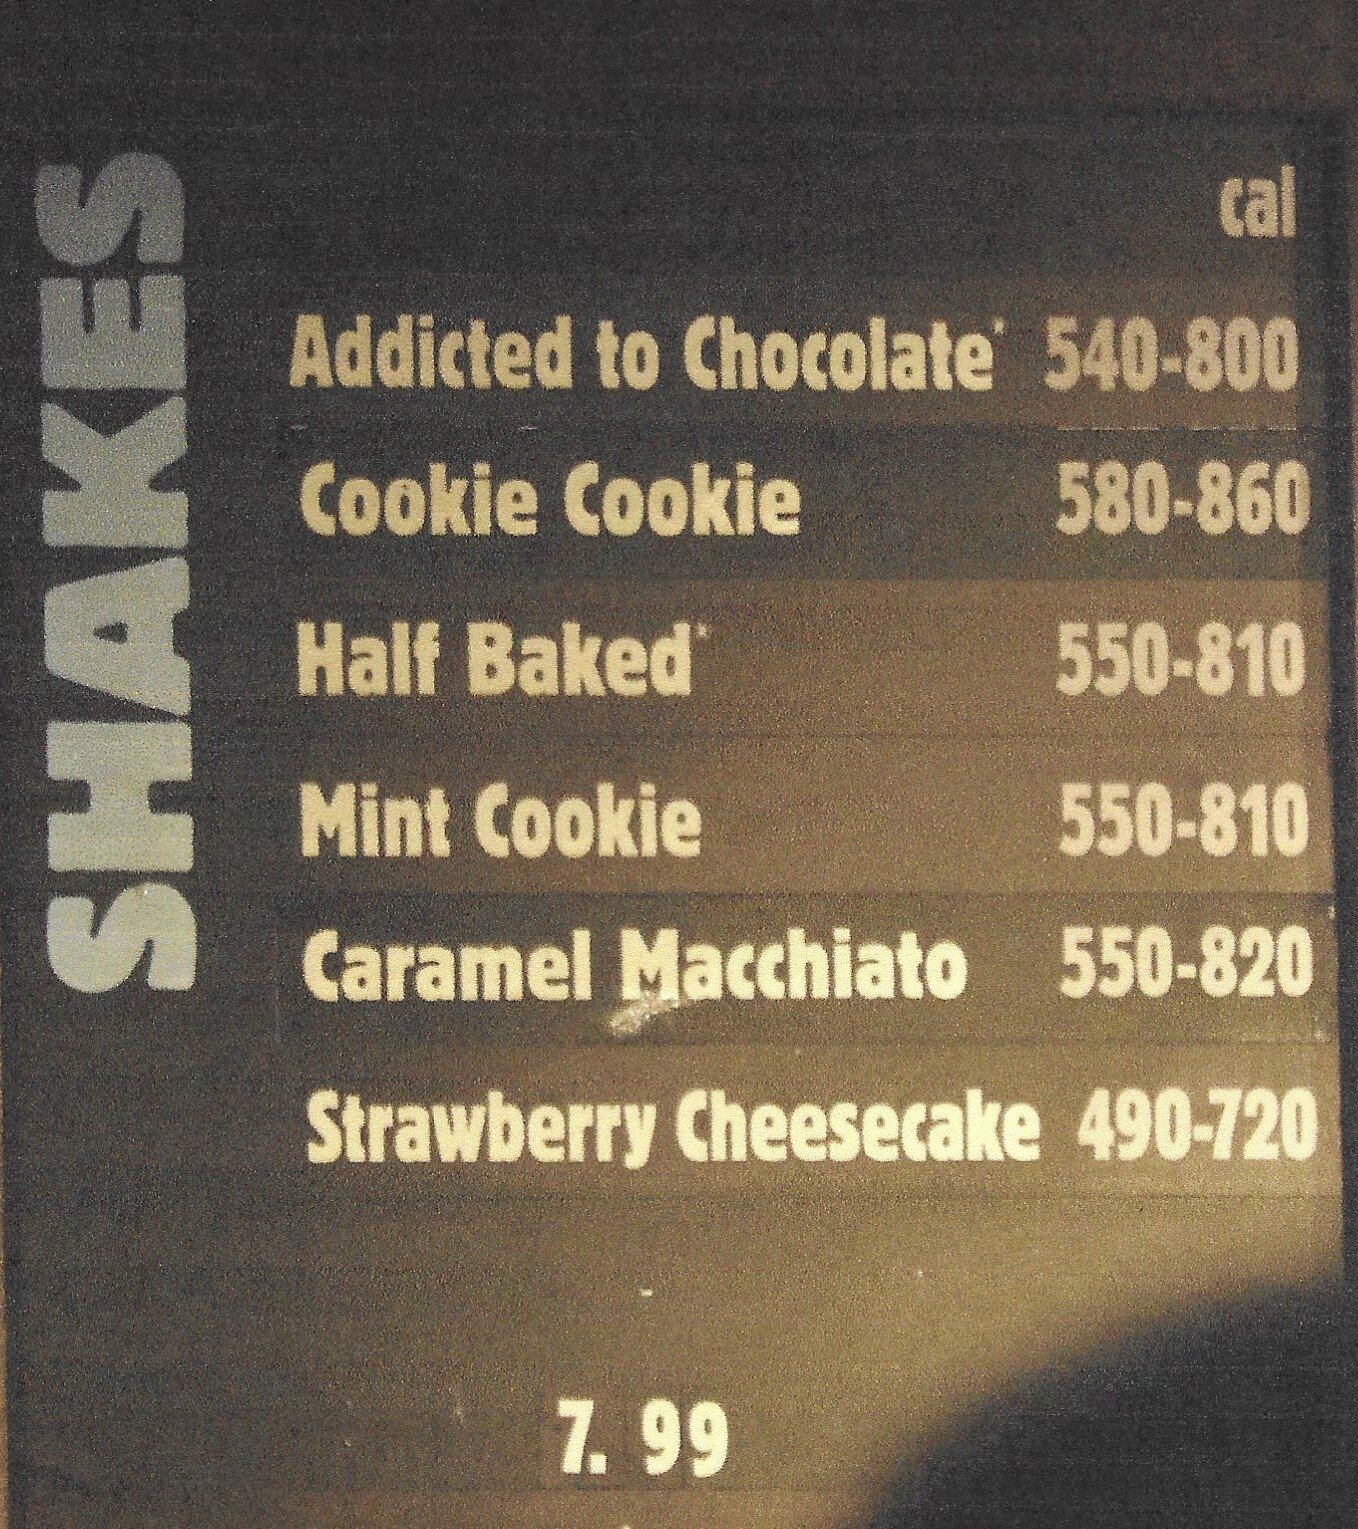 SHAKES
cal
Addicted to Chocolate* 540-800
Cookie Cookie 580-860
Half Baked* 550-810
Mint Cookie 550-810
Caramel Macchiato 550-820
Strawberry Cheesecake 490-720
7. 99